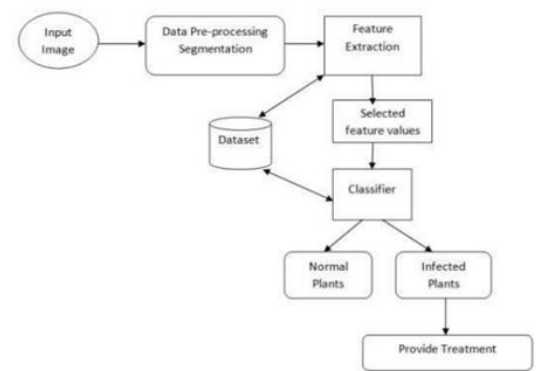 Input
Image
Data Pre-processing
Segmentation
Feature
Extraction
Selected
feature values
Dataset
Classifier
Normal
Plants
Infected
Plants
Provide Treatment